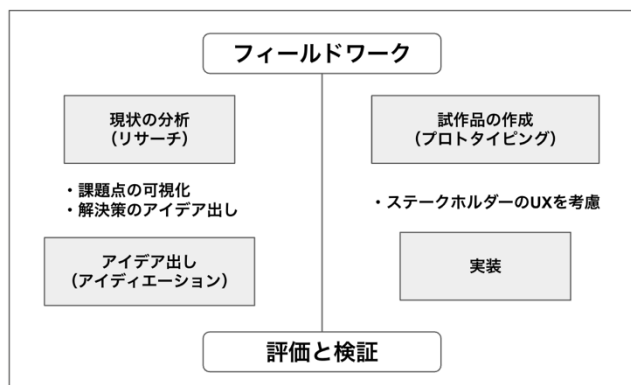 フィールドワーク
現状の分析
（リサーチ）
・課題点の可視化
・解決策のアイデア出し
アイデア出し
（アイディエーション）
試作品の作成
（プロトタイピング）
・ステークホルダーのUXを考慮
実装
評価と検証